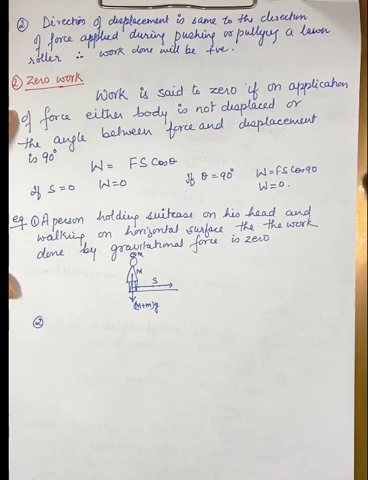 ② Direction of displacement is same to the direction
of force applied during pushing or pulling a lawn
roller ∴ work done will be +ve.
② Zero work
Work is said to zero if on application
of force either body is not displaced or
the angle between force and displacement
is 90°
W = FS Cosθ
If S = 0 W=0 If θ = 90° W=FS Cos90
W=0.
eg ① A person holding suitcase on his head and
walking on horizontal surface the the work
done by gravitational force is zero
m
M
S
(M+m)g
②